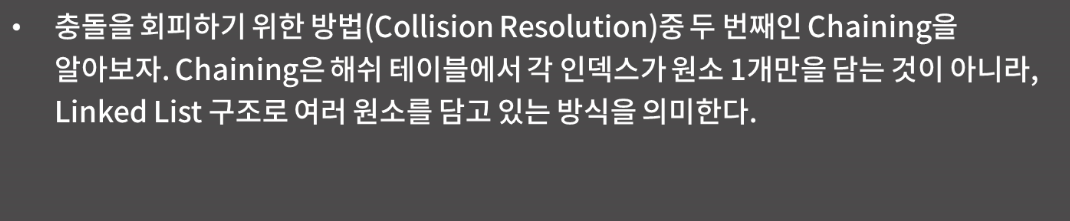 • 충돌을 회피하기 위한 방법(Collision Resolution)중 두 번째인 Chaining을
알아보자. Chaining은 해쉬 테이블에서 각 인덱스가 원소 1개만을 담는 것이 아니라,
Linked List 구조로 여러 원소를 담고 있는 방식을 의미한다.